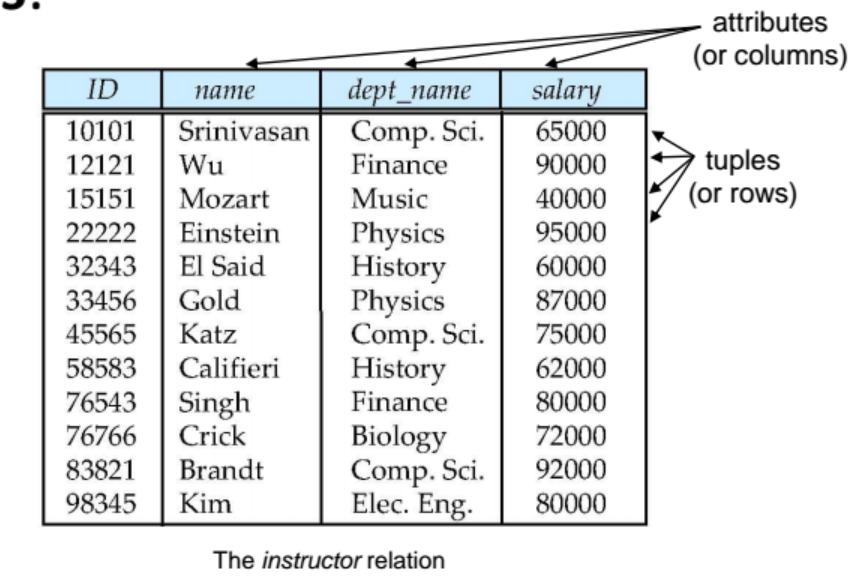 attributes
(or columns)
ID name dept_name salary
10101 Srinivasan Comp. Sci. 65000
12121 Wu Finance 90000
15151 Mozart Music 40000
22222 Einstein Physics 95000
32343 El Said History 60000
33456 Gold Physics 87000
45565 Katz Comp. Sci. 75000
58583 Califieri History 62000
76543 Singh Finance 80000
76766 Crick Biology 72000
83821 Brandt Comp. Sci. 92000
98345 Kim Elec. Eng. 80000
tuples
(or rows)
The instructor relation